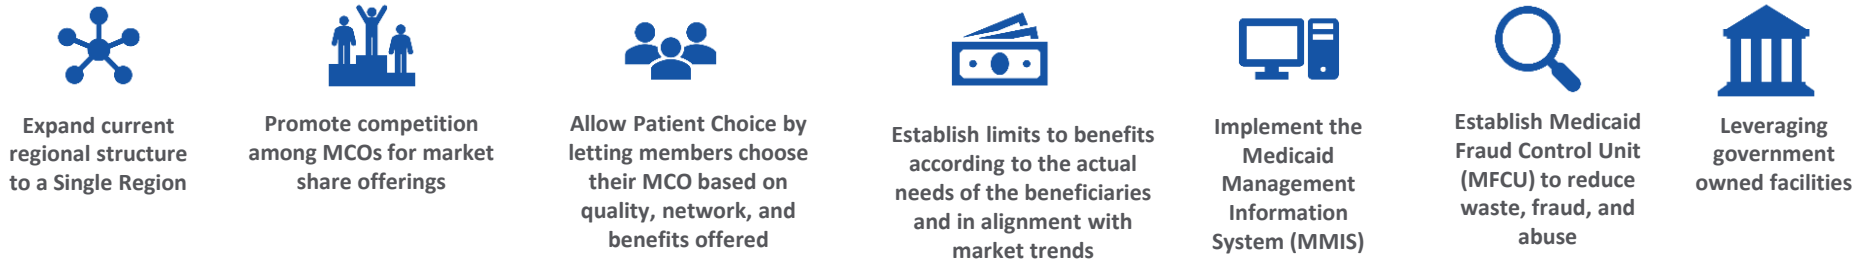 Expand current
regional structure
to a Single Region
Promote competition
among MCOs for market
share offerings
Allow Patient Choice by
letting members choose
their MCO based on
quality, network, and
benefits offered
Establish limits to benefits
according to the actual
needs of the beneficiaries
and in alignment with
market trends
Implement the
Medicaid
Management
Information
System (MMIS)
Establish Medicaid
Fraud Control Unit
(MFCU) to reduce
waste, fraud, and
abuse
Leveraging
government
owned facilities